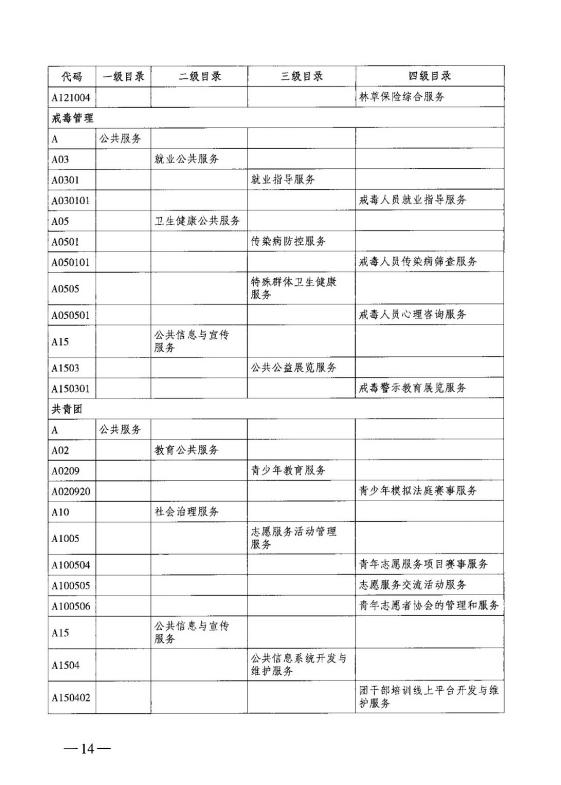 代码 一级目录 二级目录 三级目录 四级目录
A121004 林草保险综合服务
戒毒管理
A 公共服务
A03 就业公共服务
A0301 就业指导服务
A030101 戒毒人员就业指导服务
A05 卫生健康公共服务
A0501 传染病防控服务
A050101 戒毒人员传染病筛查服务
A0505 特殊群体卫生健康
服务
A050501 戒毒人员心理咨询服务
A15 公共信息与宣传
服务
A1503 公共公益展览服务
A150301 戒毒警示教育展览服务
共青团
A 公共服务
A02 教育公共服务
A0209 青少年教育服务
A020920 青少年模拟法庭赛事服务
A10 社会治理服务
A1005 志愿服务活动管理
服务
A100504 青年志愿服务项目赛事服务
A100505 志愿服务交流活动服务
A100506 青年志愿者协会的管理和服务
A15 公共信息与宣传
服务
A1504 公共信息系统开发与
维护服务
A150402 团干部培训线上平台开发与维
护服务
—14—